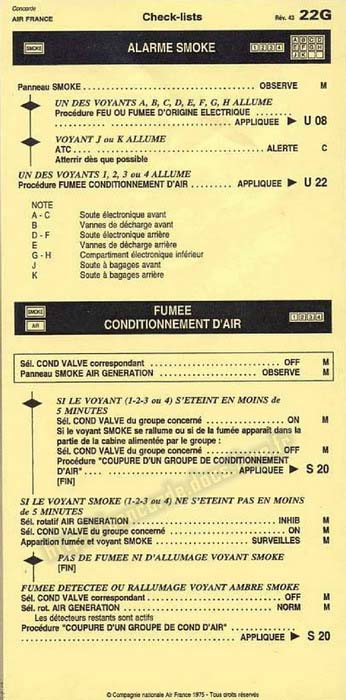 Concorde
AIR FRANCE Check-lists Rév. 43 22G
ALARME SMOKE
SMOKE 1 2 3 4 A B C D E F G H J K
Panneau SMOKE ........ OBSERVE M
UN DES VOYANTS A, B, C, D, E, F, G, H ALLUME
Procédure FEU OU FUMEE D'ORIGINE ELECTRIQUE ........
........ APPLIQUEE ► U 08
VOYANT J ou K ALLUME
ATC ........ ALERTE C
Atterrir dès que possible
UN DES VOYANTS 1, 2, 3 ou 4 ALLUME
Procédure FUMEE CONDITIONNEMENT D'AIR ........ APPLIQUEE ► U 22
NOTE
A - C Soute électronique avant
B Vannes de décharge avant
D - F Soute électronique arrière
E Vannes de décharge arrière
G - H Compartiment électronique inférieur
J Soute à bagages avant
K Soute à bagages arrière
SMOKE FUMEE
AIR CONDITIONNEMENT D'AIR 1 2 3 4
Sél. COND VALVE correspondant ........ OFF M
Panneau SMOKE AIR GENERATION ........ OBSERVE M
SI LE VOYANT (1-2-3 ou 4) S'ETEINT EN MOINS de
5 MINUTES
Sél. COND VALVE du groupe concerné ........ ON M
Si le voyant SMOKE se rallume ou si de la fumée apparaît dans la
partie de la cabine alimentée par le groupe :
Sél. COND VALVE du groupe concerné ........ OFF M
Procédure "COUPURE D'UN GROUPE DE CONDITIONNEMENT
D'AIR" ........ APPLIQUEE ► S 20
[FIN]
SI LE VOYANT SMOKE (1-2-3 ou 4) NE S'ETEINT PAS EN MOINS
de 5 MINUTES
Sél. rotatif AIR GENERATION ........ INHIB M
Sél. COND VALVE du groupe concerné ........ ON M
Apparition fumée et voyant SMOKE ........ SURVEILLES M
PAS DE FUMEE NI D'ALLUMAGE VOYANT SMOKE
[FIN]
FUMEE DETECTEE OU RALLUMAGE VOYANT AMBRE SMOKE
Sél. COND VALVE correspondant ........ OFF M
Sél. rot. AIR GENERATION ........ NORM M
Les détecteurs restants sont actifs
Procédure "COUPURE D'UN GROUPE DE COND D'AIR" ........
........ APPLIQUEE ► S 20
© Compagnie nationale Air France 1975 - Tous droits réservés